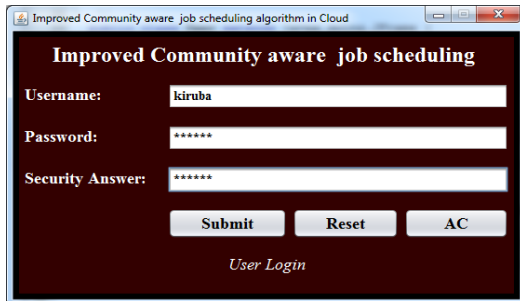 Improved Community aware job scheduling algorithm in Cloud
Improved Community aware job scheduling
Username: kiruba
Password: ******
Security Answer: ******
Submit Reset AC
User Login